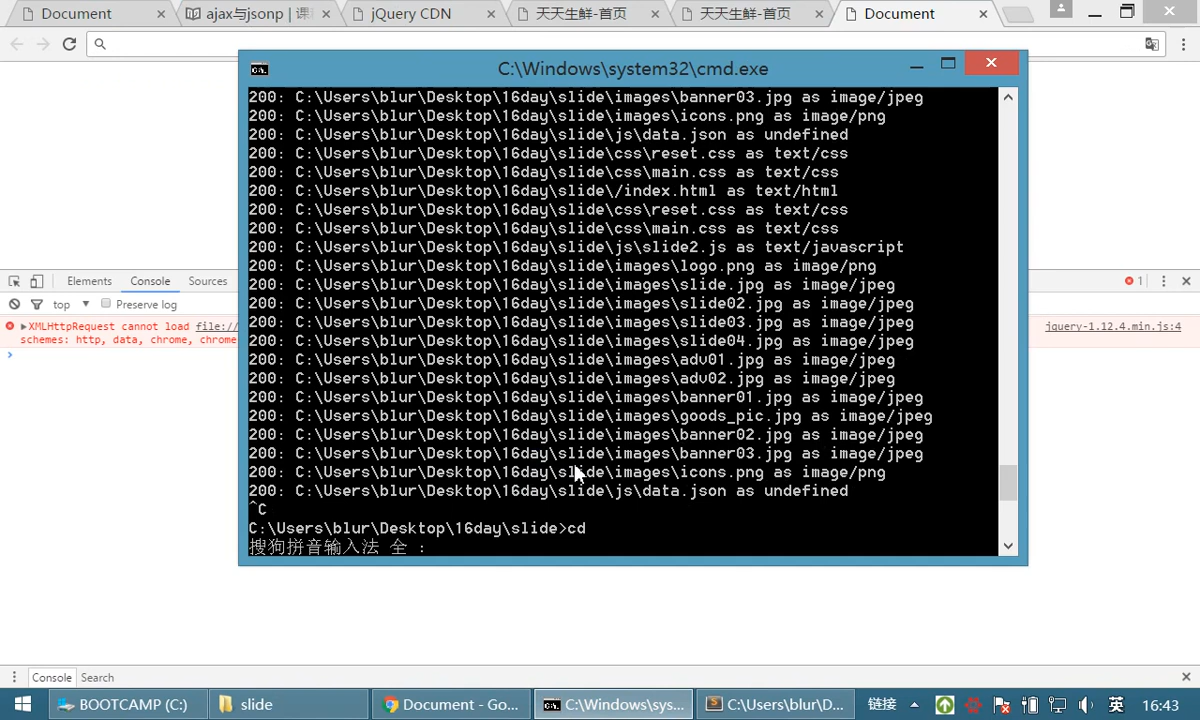 Document
ajax与jsonp | 课
jQuery CDN
天天生鲜-首页
天天生鲜-首页
Document
C:\Windows\system32\cmd.exe
200: C:\Users\blur\Desktop\16day\slide\images\banner03.jpg as image/jpeg
200: C:\Users\blur\Desktop\16day\slide\images\icons.png as image/png
200: C:\Users\blur\Desktop\16day\slide\js\data.json as undefined
200: C:\Users\blur\Desktop\16day\slide\css\reset.css as text/css
200: C:\Users\blur\Desktop\16day\slide\css\main.css as text/css
200: C:\Users\blur\Desktop\16day\slide\/index.html as text/html
200: C:\Users\blur\Desktop\16day\slide\css\reset.css as text/css
200: C:\Users\blur\Desktop\16day\slide\css\main.css as text/css
200: C:\Users\blur\Desktop\16day\slide\js\slide2.js as text/javascript
200: C:\Users\blur\Desktop\16day\slide\images\logo.png as image/png
200: C:\Users\blur\Desktop\16day\slide\images\slide.jpg as image/jpeg
200: C:\Users\blur\Desktop\16day\slide\images\slide02.jpg as image/jpeg
200: C:\Users\blur\Desktop\16day\slide\images\slide03.jpg as image/jpeg
200: C:\Users\blur\Desktop\16day\slide\images\slide04.jpg as image/jpeg
200: C:\Users\blur\Desktop\16day\slide\images\adv01.jpg as image/jpeg
200: C:\Users\blur\Desktop\16day\slide\images\adv02.jpg as image/jpeg
200: C:\Users\blur\Desktop\16day\slide\images\banner01.jpg as image/jpeg
200: C:\Users\blur\Desktop\16day\slide\images\goods_pic.jpg as image/jpeg
200: C:\Users\blur\Desktop\16day\slide\images\banner02.jpg as image/jpeg
200: C:\Users\blur\Desktop\16day\slide\images\banner03.jpg as image/jpeg
200: C:\Users\blur\Desktop\16day\slide\images\icons.png as image/png
200: C:\Users\blur\Desktop\16day\slide\js\data.json as undefined
^C
C:\Users\blur\Desktop\16day\slide>cd
搜狗拼音输入法 全 :
Elements Console Sources
1
top Preserve log
XMLHttpRequest cannot load file://
jquery-1.12.4.min.js:4
schemes: http, data, chrome, chrome
Console Search
BOOTCAMP (C:)
slide
Document - Go...
C:\Windows\sys...
C:\Users\blur\D...
链接
英
16:43